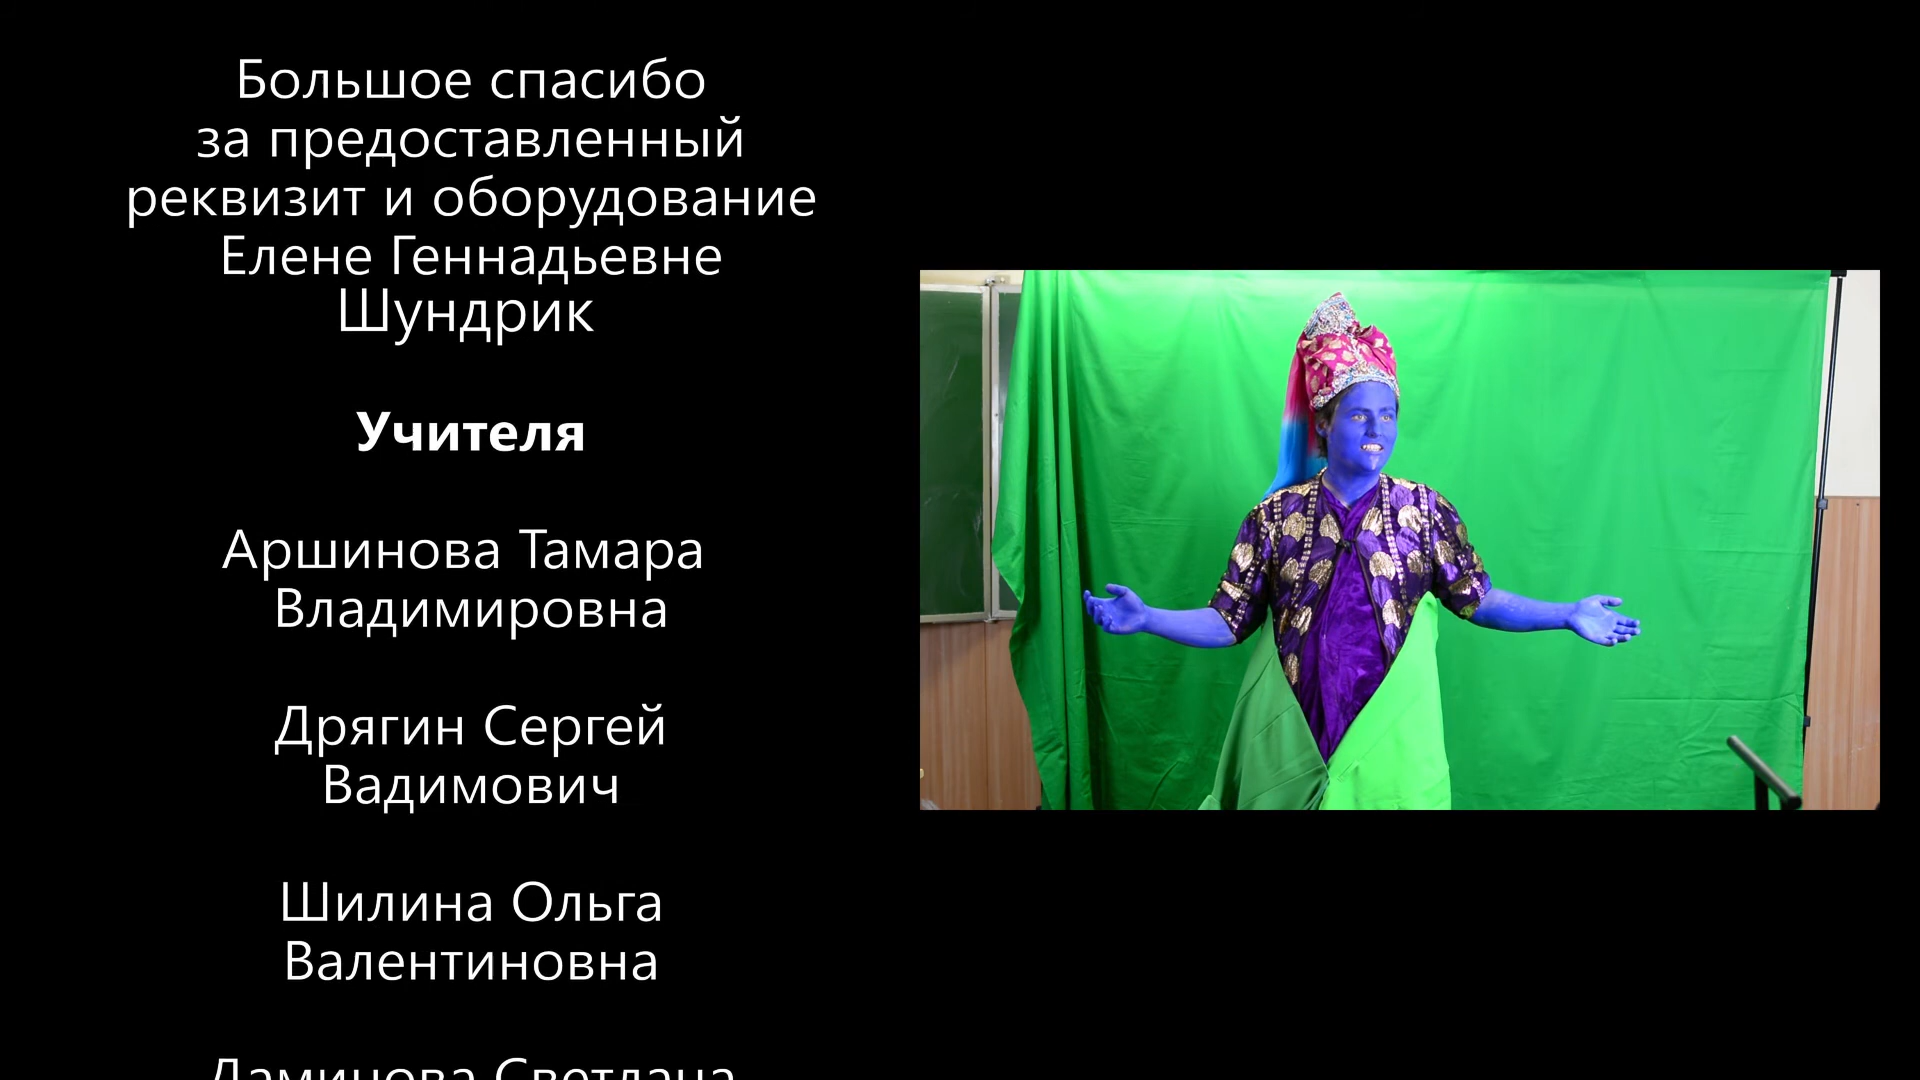 Большое спасибо
за предоставленный
реквизит и оборудование
Елене Геннадьевне
Шундрик
Учителя
Аршинова Тамара
Владимировна
Дрягин Сергей
Вадимович
Шилина Ольга
Валентиновна
Светлана